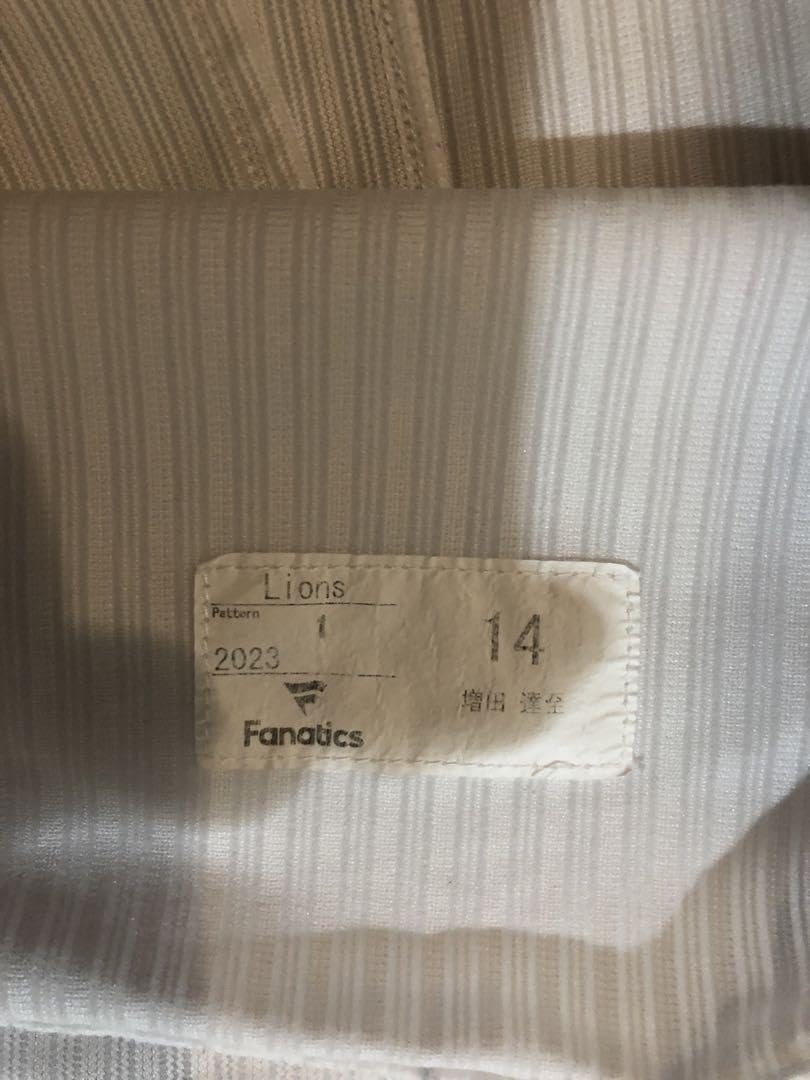 Lions
Pattern
1
2023
Fanatics
14
増田 達至